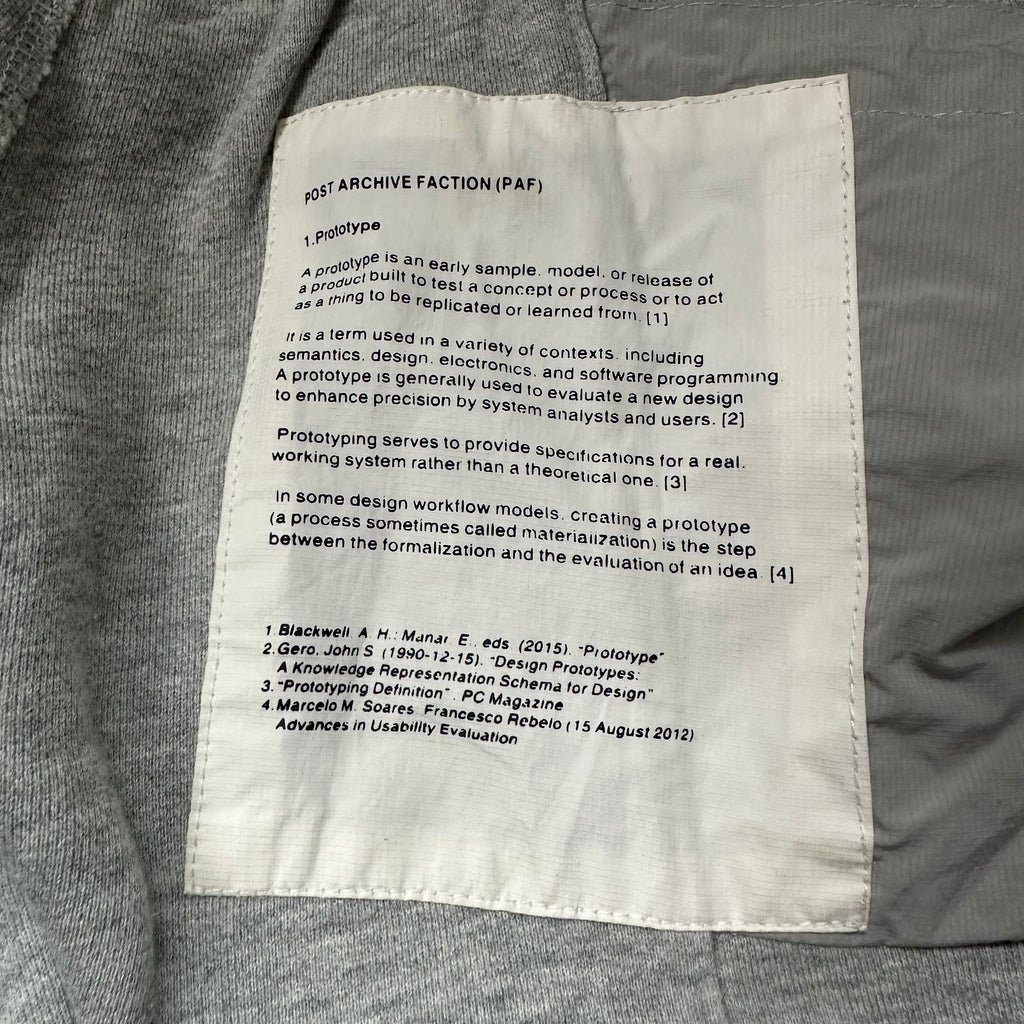 POST ARCHIVE FACTION (PAF)
1.Prototype
A prototype is an early sample, model, or release of
a product built to test a concept or process or to act
as a thing to be replicated or learned from. [1]
It is a term used in a variety of contexts, including
semantics, design, electronics, and software programming.
A prototype is generally used to evaluate a new design
to enhance precision by system analysts and users. [2]
Prototyping serves to provide specifications for a real,
working system rather than a theoretical one. [3]
In some design workflow models, creating a prototype
(a process sometimes called materialization) is the step
between the formalization and the evaluation of an idea. [4]
1.Blackwell, A. H.; Manar, E., eds. (2015). "Prototype"
2.Gero, John S. (1990-12-15). "Design Prototypes:
A Knowledge Representation Schema for Design"
3."Prototyping Definition". PC Magazine
4.Marcelo M. Soares, Francesco Rebelo (15 August 2012)
Advances in Usability Evaluation